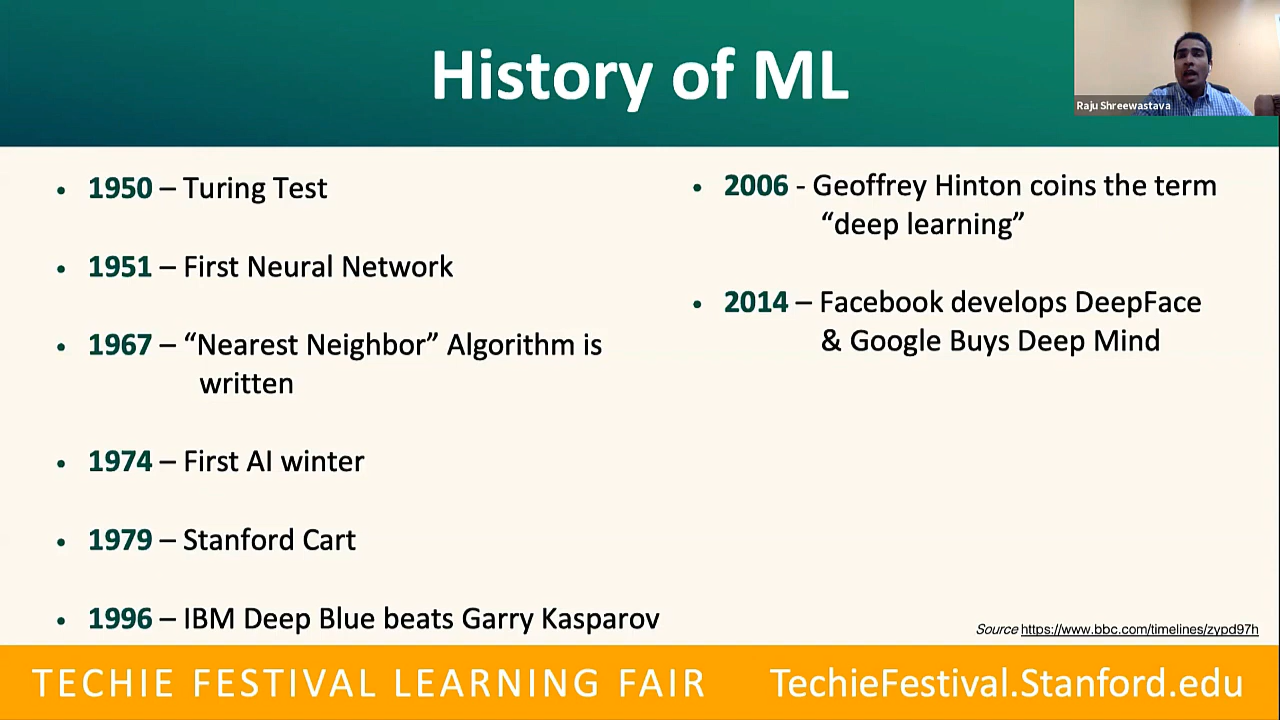 History of ML
Raju Shreewastava
• 1950 – Turing Test
• 1951 – First Neural Network
• 1967 – “Nearest Neighbor” Algorithm is
written
• 1974 – First AI winter
• 1979 – Stanford Cart
• 1996 – IBM Deep Blue beats Garry Kasparov
• 2006 - Geoffrey Hinton coins the term
“deep learning”
• 2014 – Facebook develops DeepFace
& Google Buys Deep Mind
Source https://www.bbc.com/timelines/zypd97h
TECHIE FESTIVAL LEARNING FAIR
TechieFestival.Stanford.edu